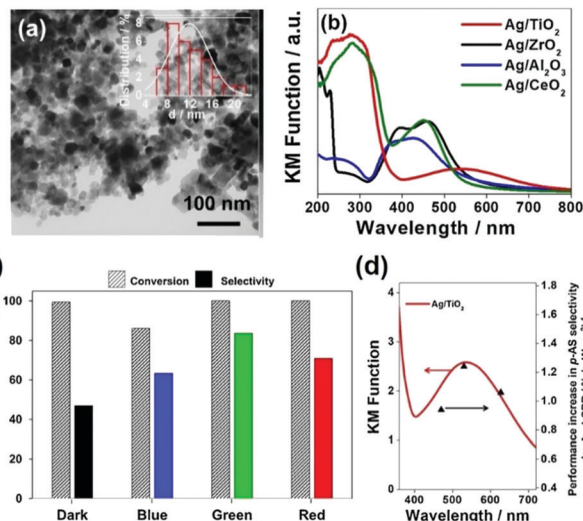 (a)
Distribution / %
8
6
4
2
0
4 8 12 16 20
d / nm
100 nm
(b)
KM Function / a.u.
Ag/TiO₂
Ag/ZrO₂
Ag/Al₂O₃
Ag/CeO₂
200 300 400 500 600 700 800
Wavelength / nm
)
Conversion Selectivity
100
80
60
40
20
0
Dark Blue Green Red
(d)
KM Function
4
3
2
1
Ag/TiO₂
400 500 600 700
Wavelength / nm
1.8
1.6
1.4
1.2
1.0
0.8
0.6
0.4
Performance increase in p-AS selectivity